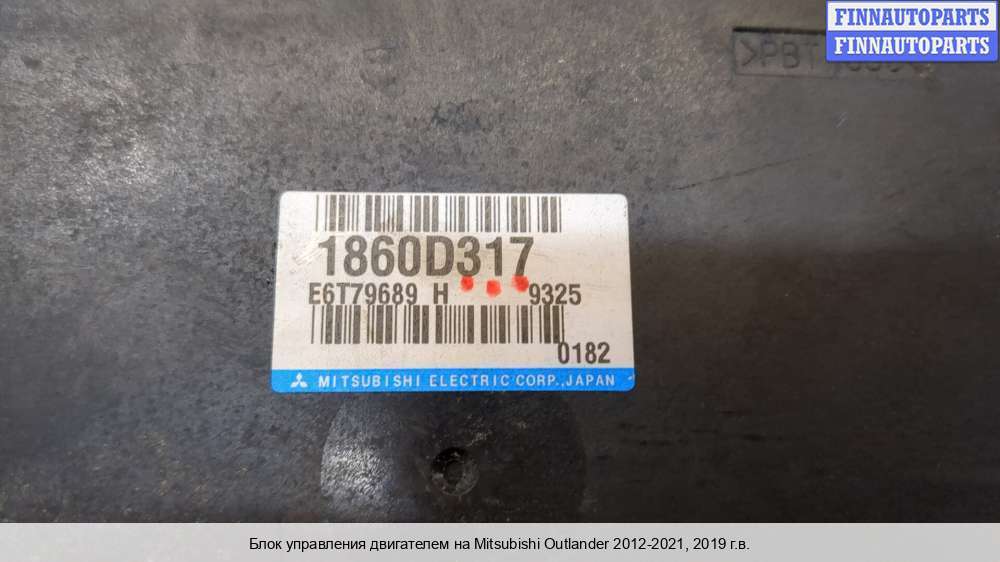 FINNAUTOPARTS
FINNAUTOPARTS
1860D317
E6T79689 H 9325
0182
MITSUBISHI ELECTRIC CORP.,JAPAN
Блок управления двигателем на Mitsubishi Outlander 2012-2021, 2019 г.в.